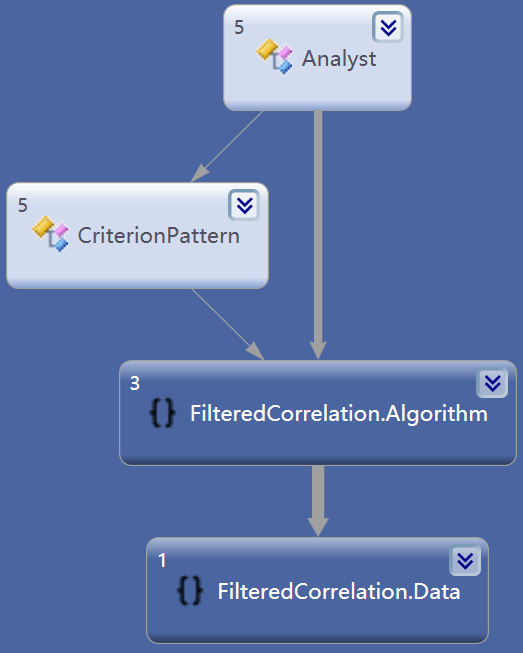 5
Analyst
5
CriterionPattern
3
FilteredCorrelation.Algorithm
1
FilteredCorrelation.Data